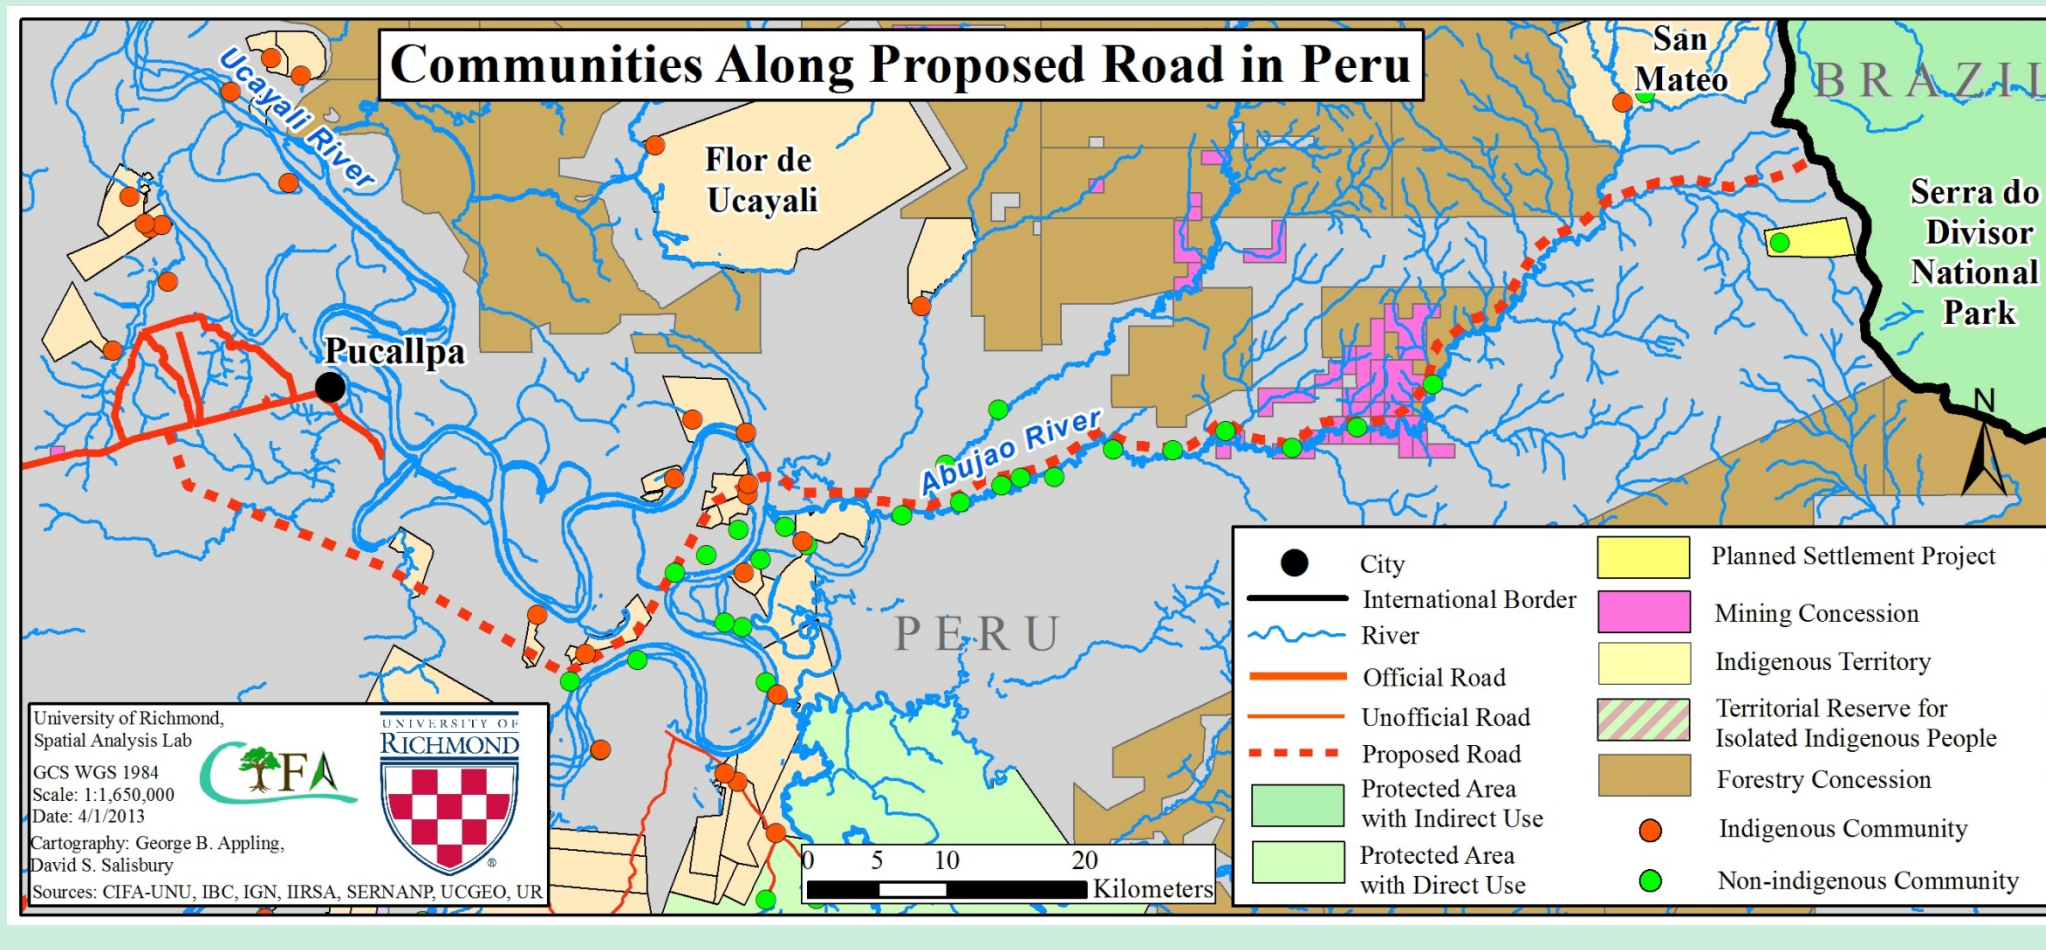 Communities Along Proposed Road in Peru
San
Mateo
BRAZIL
Ucayali River
Flor de
Ucayali
Serra do
Divisor
National
Park
Pucallpa
Abujao River
N
PERU
City
International Border
River
Official Road
Unofficial Road
Proposed Road
Protected Area
with Indirect Use
Protected Area
with Direct Use
Planned Settlement Project
Mining Concession
Indigenous Territory
Territorial Reserve for
Isolated Indigenous People
Forestry Concession
Indigenous Community
Non-indigenous Community
University of Richmond,
Spatial Analysis Lab
GCS WGS 1984
Scale: 1:1,650,000
Date: 4/1/2013
Cartography: George B. Appling,
David S. Salisbury
Sources: CIFA-UNU, IBC, IGN, IIRSA, SERNANP, UCGEO, UR
CIFA
UNIVERSITY OF
RICHMOND
®
0 5 10 20
Kilometers